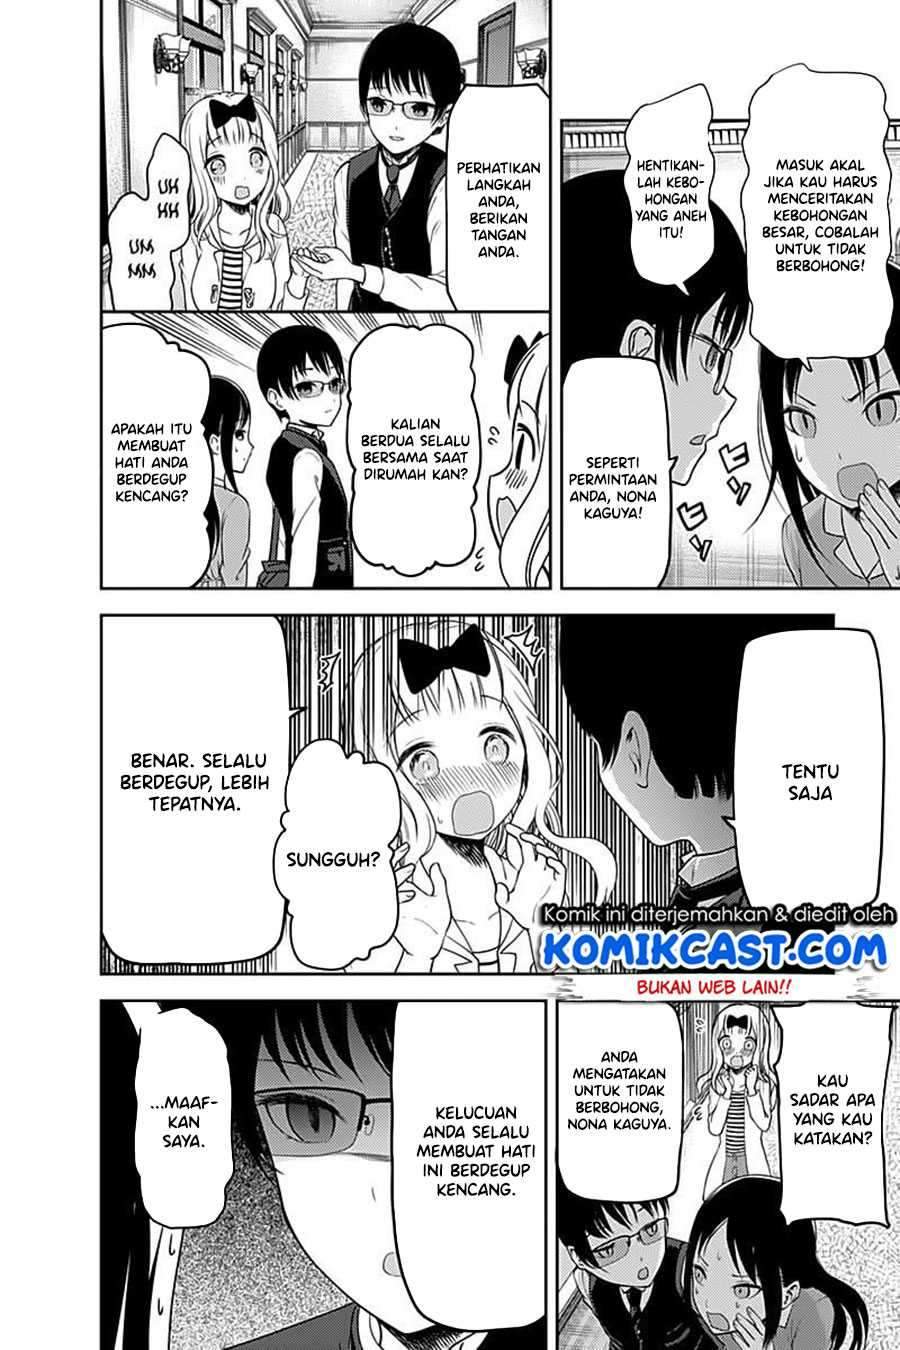 MASUK AKAL
JIKA KAU HARUS
MENCERITAKAN
KEBOHONGAN
BESAR, COBALAH
UNTUK TIDAK
BERBOHONG!
HENTIKAN-
LAH KEBO-
HONGAN
YANG ANEH
ITU!
SEPERTI
PERMINTAAN
ANDA, NONA
KAGUYA!
ヒソ
ヒソ
PERHATIKAN
LANGKAH
ANDA,
BERIKAN
TANGAN
ANDA.
UH
HH
UM
MM
KALIAN
BERDUA SELALU
BERSAMA SAAT
DIRUMAH KAN?
APAKAH ITU
MEMBUAT
HATI ANDA
BERDEGUP
KENCANG?
TENTU
SAJA
SUNGGUH?
BENAR. SELALU
BERDEGUP, LEBIH
TEPATNYA.
Komik ini diterjemahkan & diedit oleh
KOMIKCAST.COM
BUKAN WEB LAIN!!
KAU
SADAR APA
YANG KAU
KATAKAN?
ANDA
MENGATAKAN
UNTUK TIDAK
BERBOHONG,
NONA KAGUYA.
KELUCUAN
ANDA SELALU
MEMBUAT HATI
INI BERDEGUP
KENCANG.
...MAAF-
KAN
SAYA.